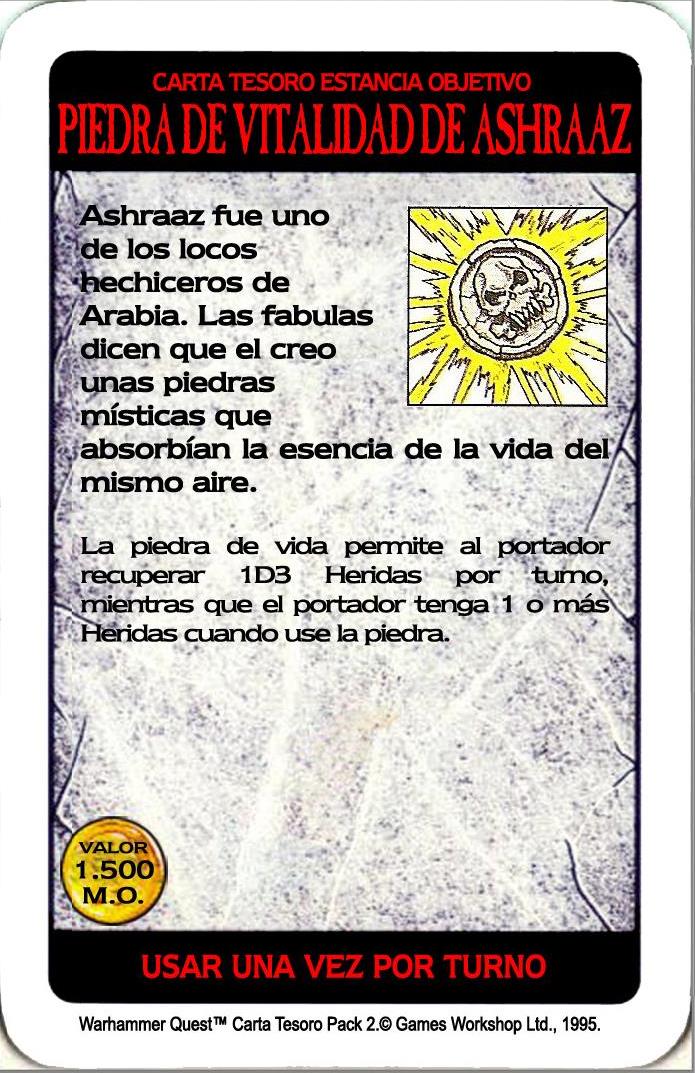 CARTA TESORO ESTANCIA OBJETIVO
PIEDRA DE VITALIDAD DE ASHRAAZ
Ashraaz fue uno
de los locos
hechiceros de
Arabia. Las fabulas
dicen que el creo
unas piedras
místicas que
absorbían la esencia de la vida del
mismo aire.
La piedra de vida permite al portador
recuperar 1D3 Heridas por turno,
mientras que el portador tenga 1 o más
Heridas cuando use la piedra.
VALOR
1.500
M.O.
USAR UNA VEZ POR TURNO
Warhammer Quest™ Carta Tesoro Pack 2.© Games Workshop Ltd., 1995.